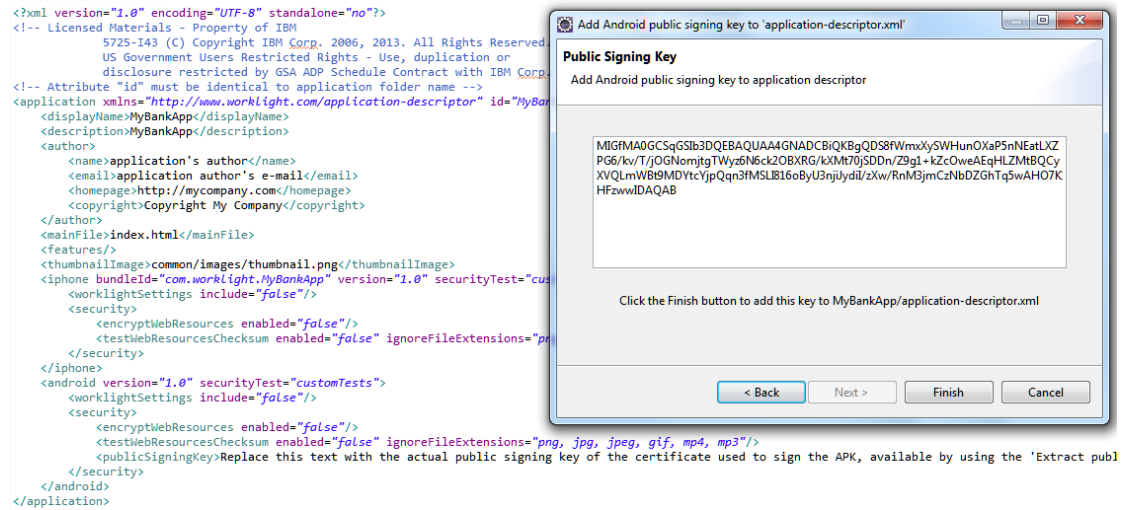 <?xml version="1.0" encoding="UTF-8" standalone="no"?>
<!-- Licensed Materials - Property of IBM
5725-I43 (C) Copyright IBM Corp. 2006, 2013. All Rights Reserved.
US Government Users Restricted Rights - Use, duplication or
disclosure restricted by GSA ADP Schedule Contract with IBM Corp.
<!-- Attribute "id" must be identical to application folder name -->
<application xmlns="http://www.worklight.com/application-descriptor" id="MyBan
<displayName>MyBankApp</displayName>
<description>MyBankApp</description>
<author>
<name>application's author</name>
<email>application author's e-mail</email>
<homepage>http://mycompany.com</homepage>
<copyright>Copyright My Company</copyright>
</author>
<mainFile>index.html</mainFile>
<features/>
<thumbnailImage>common/images/thumbnail.png</thumbnailImage>
<iphone bundleId="com.worklight.MyBankApp" version="1.0" securityTest="cus
<worklightSettings include="false"/>
<security>
<encryptWebResources enabled="false"/>
<testWebResourcesChecksum enabled="false" ignoreFileExtensions="pn
</security>
</iphone>
<android version="1.0" securityTest="customTests">
<worklightSettings include="false"/>
<security>
<encryptWebResources enabled="false"/>
<testWebResourcesChecksum enabled="false" ignoreFileExtensions="png, jpg, jpeg, gif, mp4, mp3"/>
<publicSigningKey>Replace this text with the actual public signing key of the certificate used to sign the APK, available by using the 'Extract publ
</security>
</android>
</application>
Add Android public signing key to 'application-descriptor.xml'
Public Signing Key
Add Android public signing key to application descriptor
MIGfMA0GCSqGSIb3DQEBAQUAA4GNADCBiQKBgQDS8fWmxXySWHunOXaP5nNEatLXZ
PG6/kv/T/jOGNomjtgTWyz6N6ck2OBXRG/kXMt70jSDDn/Z9g1+kZcOweAEqHLZMtBQCy
XVQLmWBt9MDYtcYjpQqn3fMSLI816oByU3njiUydiI/zXw/RnM3jmCzNbDZGhTq5wAHO7K
HFzwwIDAQAB
Click the Finish button to add this key to MyBankApp/application-descriptor.xml
< Back
Next >
Finish
Cancel